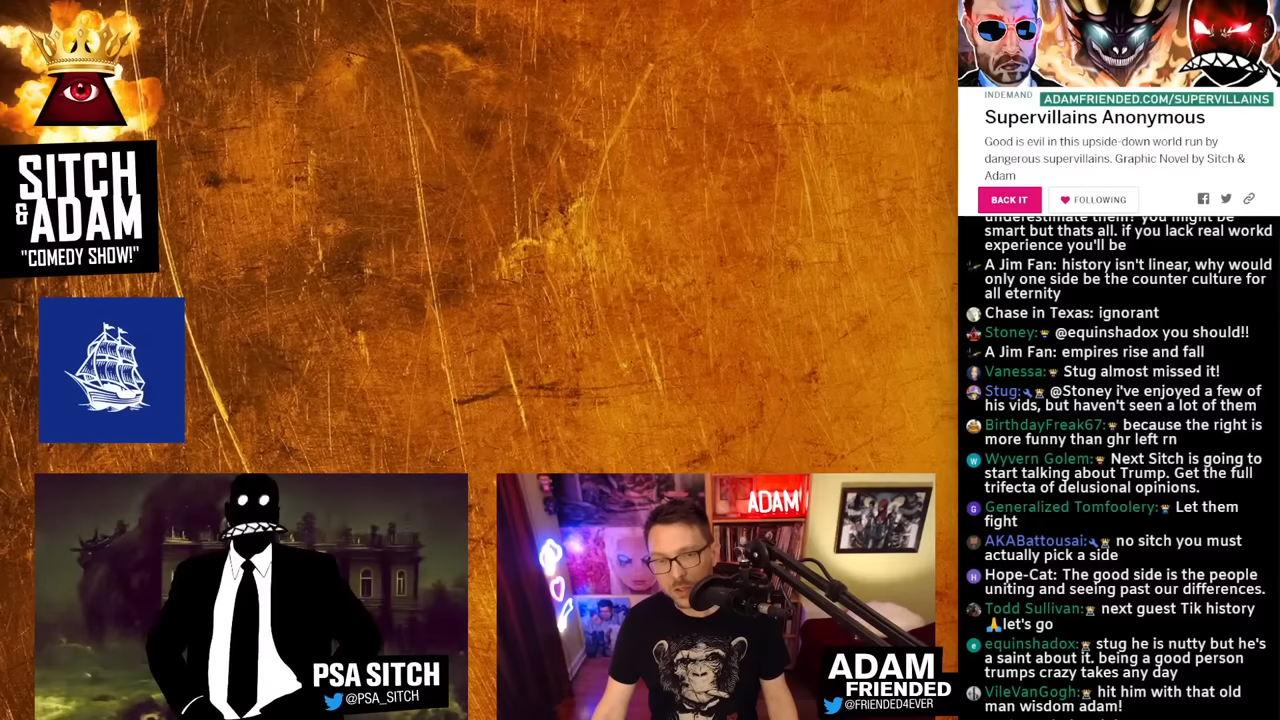 SITCH
& ADAM
"COMEDY SHOW!"
PSA SITCH
@PSA_SITCH
ADAM
ADAM
FRIENDED
@FRIENDED4EVER
INDEMAND
ADAMFRIENDED.COM/SUPERVILLAINS
Supervillains Anonymous
Good is evil in this upside-down world run by
dangerous supervillains. Graphic Novel by Sitch &
Adam
BACK IT
FOLLOWING
underestimate them? you might be
smart but thats all. if you lack real workd
experience you'll be
A Jim Fan: history isn't linear, why would
only one side be the counter culture for
all eternity
Chase in Texas: ignorant
Stoney: @equinshadox you should!!
A Jim Fan: empires rise and fall
Vanessa: Stug almost missed it!
Stug: @Stoney i've enjoyed a few of
his vids, but haven't seen a lot of them
BirthdayFreak67: because the right is
more funny than ghr left rn
Wyvern Golem: Next Sitch is going to
start talking about Trump. Get the full
trifecta of delusional opinions.
Generalized Tomfoolery: Let them
fight
AKABattousai: no sitch you must
actually pick a side
Hope-Cat: The good side is the people
uniting and seeing past our differences.
Todd Sullivan: next guest Tik history
🙏let's go
equinshadox: stug he is nutty but he's
a saint about it. being a good person
trumps crazy takes any day
VileVanGogh: hit him with that old
man wisdom adam!